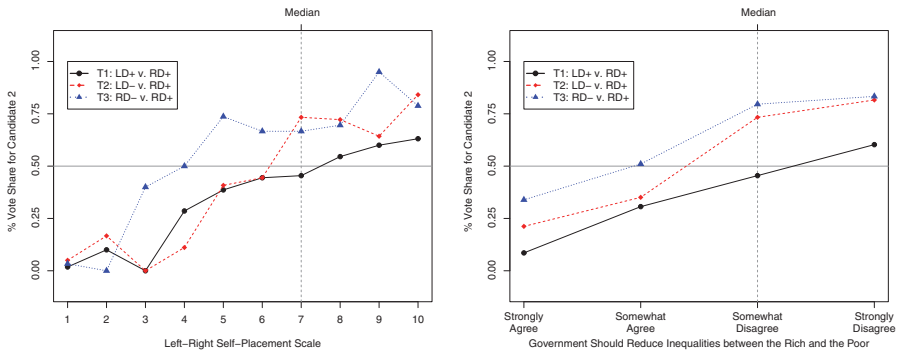 Median
% Vote Share for Candidate 2
1.00
0.75
0.50
0.25
0.00
T1: LD+ v. RD+
T2: LD− v. RD+
T3: RD− v. RD+
1 2 3 4 5 6 7 8 9 10
Left−Right Self−Placement Scale
Median
% Vote Share for Candidate 2
1.00
0.75
0.50
0.25
0.00
T1: LD+ v. RD+
T2: LD− v. RD+
T3: RD− v. RD+
Strongly Somewhat Somewhat Strongly
Agree Agree Disagree Disagree
Government Should Reduce Inequalities between the Rich and the Poor